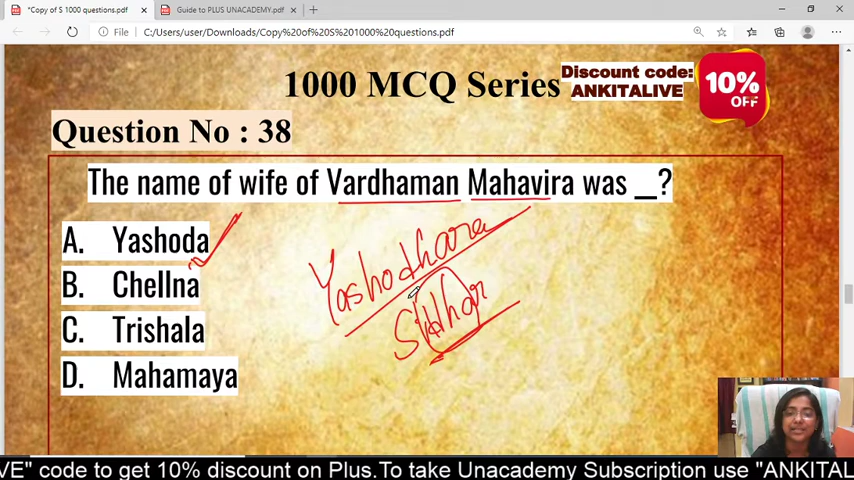 *Copy of S 1000 questions.pdf
Guide to PLUS UNACADEMY.pdf
File
C:/Users/user/Downloads/Copy%20of%20S%201000%20questions.pdf
1000 MCQ Series
Discount code:
ANKITALIVE
10%
OFF
Question No : 38
The name of wife of Vardhaman Mahavira was __?
A. Yashoda
B. Chellna
C. Trishala
D. Mahamaya
Yashodhara
VE" code to get 10% discount on Plus.To take Unacademy Subscription use "ANKITAL